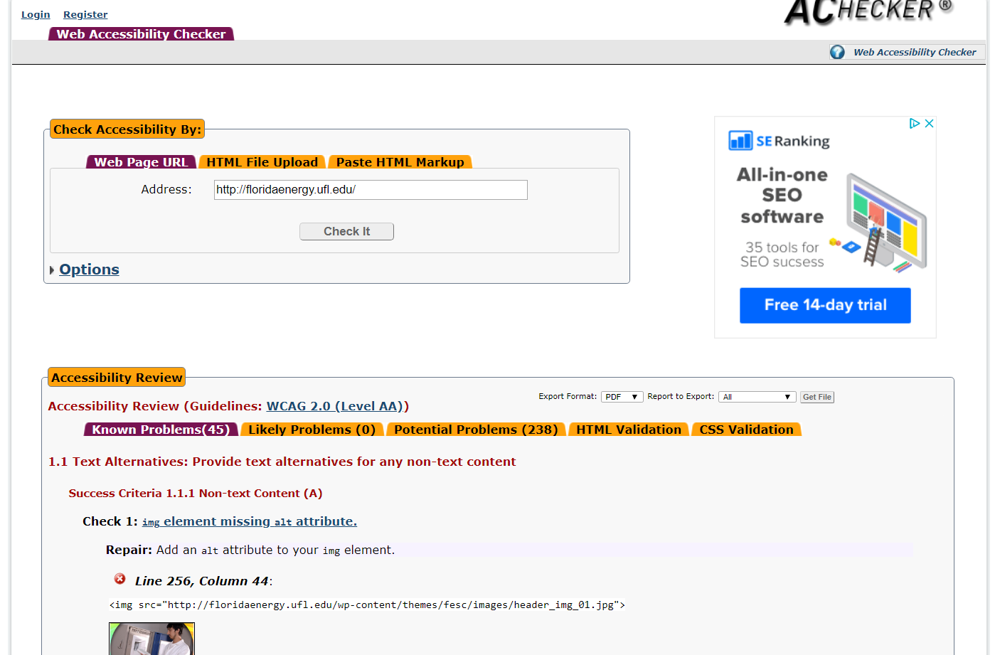 Login Register
ACHECKER ®
Web Accessibility Checker
Web Accessibility Checker
Check Accessibility By:
Web Page URL HTML File Upload Paste HTML Markup
Address: http://floridaenergy.ufl.edu/
Check It
Options
SE Ranking
All-in-one
SEO
software
35 tools for
SEO sucsess
Free 14-day trial
Accessibility Review
Export Format: PDF Report to Export: All Get File
Accessibility Review (Guidelines: WCAG 2.0 (Level AA))
Known Problems(45) Likely Problems (0) Potential Problems (238) HTML Validation CSS Validation
1.1 Text Alternatives: Provide text alternatives for any non-text content
Success Criteria 1.1.1 Non-text Content (A)
Check 1: img element missing alt attribute.
Repair: Add an alt attribute to your img element.
Line 256, Column 44:
<img src="http://floridaenergy.ufl.edu/wp-content/themes/fesc/images/header_img_01.jpg">